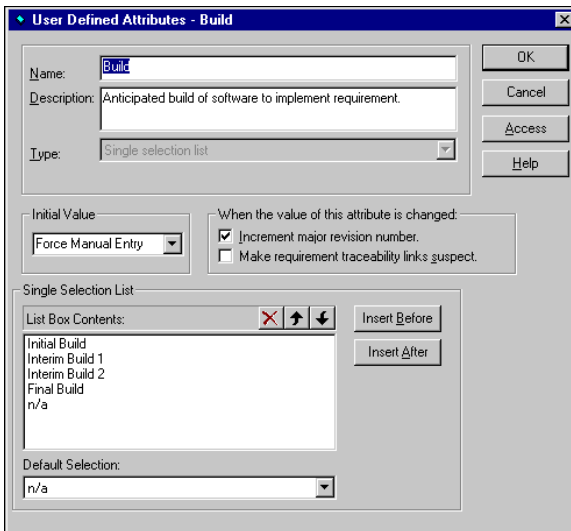 User Defined Attributes - Build
Name: Build
Description: Anticipated build of software to implement requirement.
Type: Single selection list
OK
Cancel
Access
Help
Initial Value
Force Manual Entry
When the value of this attribute is changed:
Increment major revision number.
Make requirement traceability links suspect.
Single Selection List
List Box Contents:
Initial Build
Interim Build 1
Interim Build 2
Final Build
n/a
Insert Before
Insert After
Default Selection:
n/a